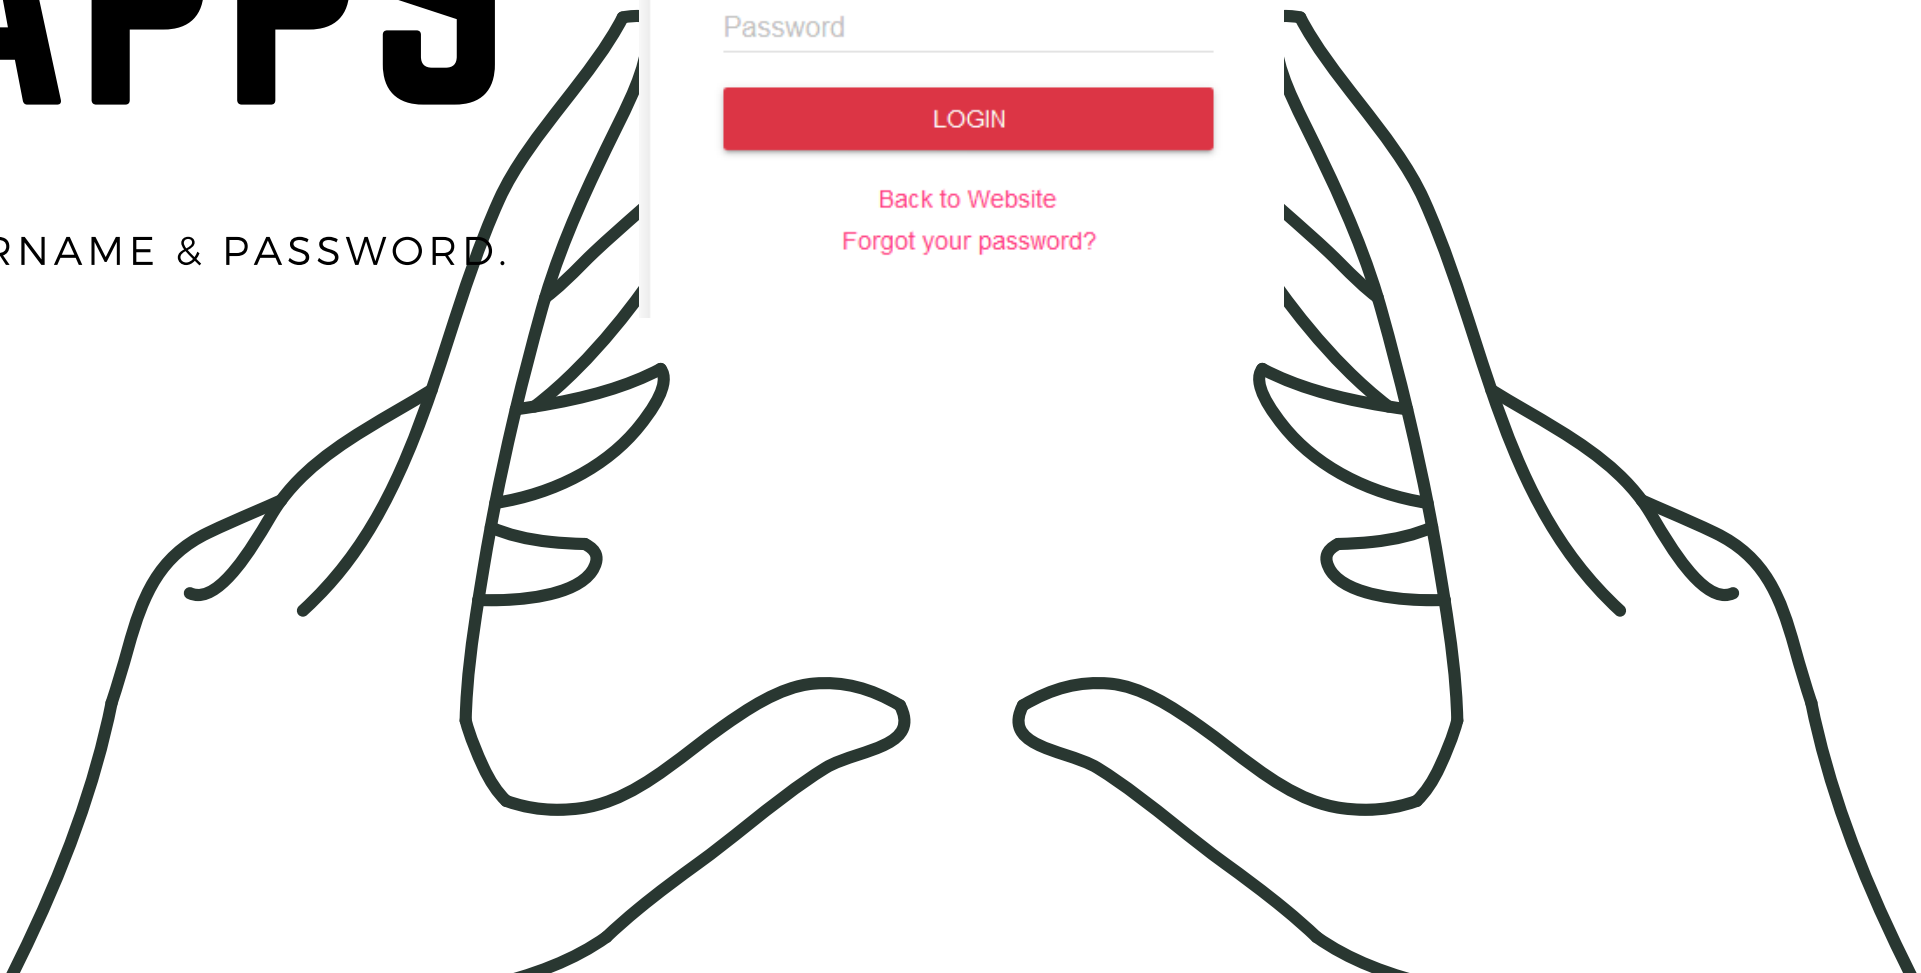 APPS
RNAME & PASSWORD.
Password
LOGIN
Back to Website
Forgot your password?